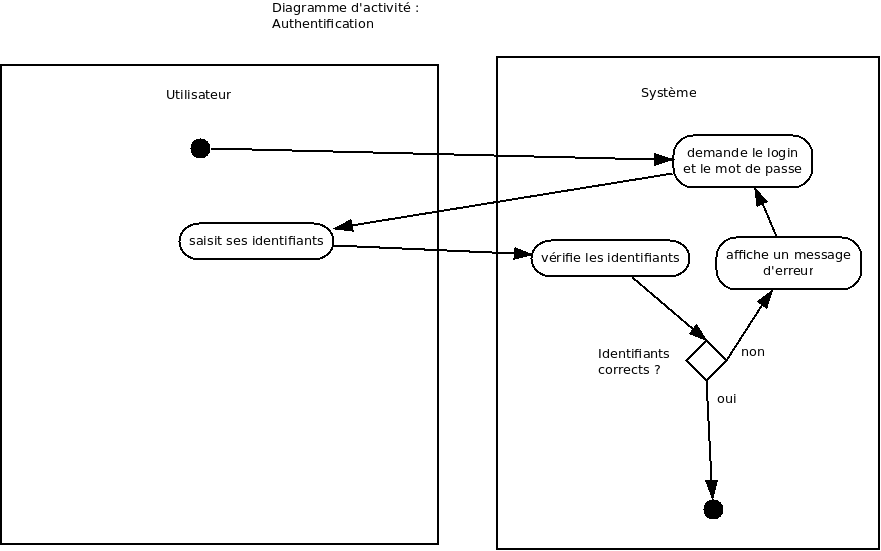 Diagramme d'activité :
Authentification
Utilisateur
Système
demande le login
et le mot de passe
saisit ses identifiants
vérifie les identifiants
affiche un message
d'erreur
Identifiants
corrects ?
non
oui